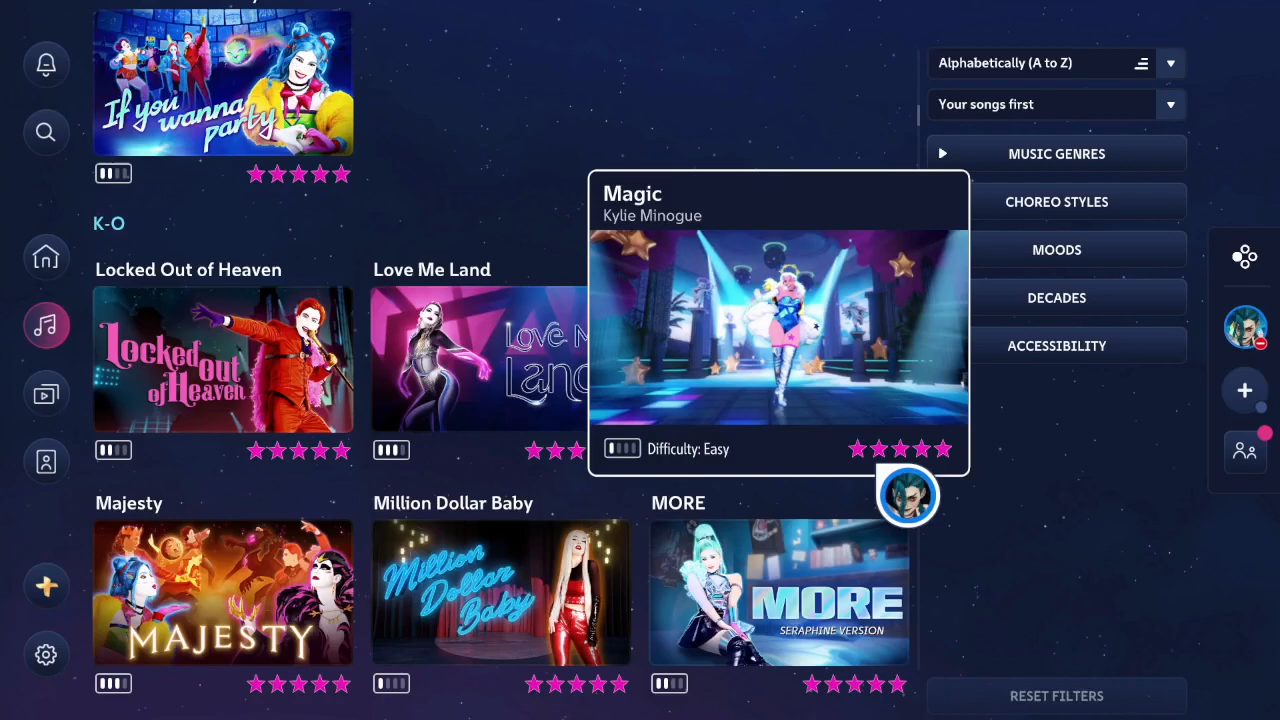 If you
wanna
party
K-O
Locked Out of Heaven
Love Me Land
Magic
Kylie Minogue
Locked
Out
of Heaven
Love
Land
Difficulty: Easy
Majesty
Million Dollar Baby
MORE
MAJESTY
Million
Dollar
Baby
MORE
SERAPHINE VERSION
Alphabetically (A to Z)
Your songs first
MUSIC GENRES
CHOREO STYLES
MOODS
DECADES
ACCESSIBILITY
RESET FILTERS